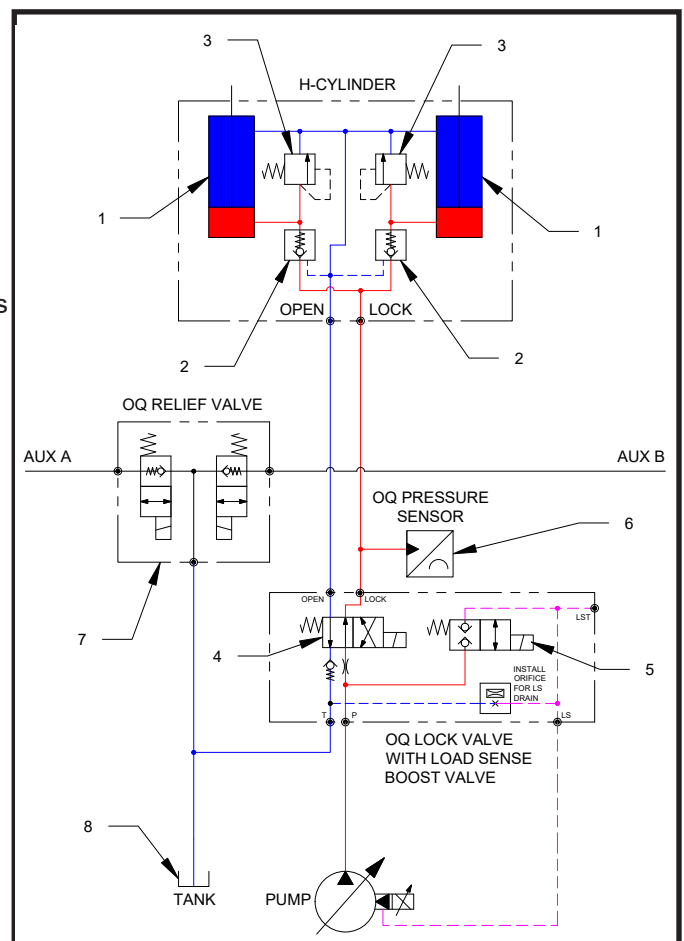 3
3
H-CYLINDER
1
1
S
OPEN
LOCK
2
2
OQ RELIEF VALVE
AUX A
AUX B
OQ PRESSURE
SENSOR
6
7
OPEN
LOCK
LST
4
5
INSTALL
ORIFICE
FOR LS
DRAIN
T
P
LS
OQ LOCK VALVE
WITH LOAD SENSE
BOOST VALVE
8
TANK
PUMP